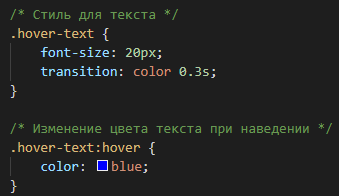 /* Стиль для текста */
.hover-text {
    font-size: 20px;
    transition: color 0.3s;
}

/* Изменение цвета текста при наведении */
.hover-text:hover {
    color: blue;
}